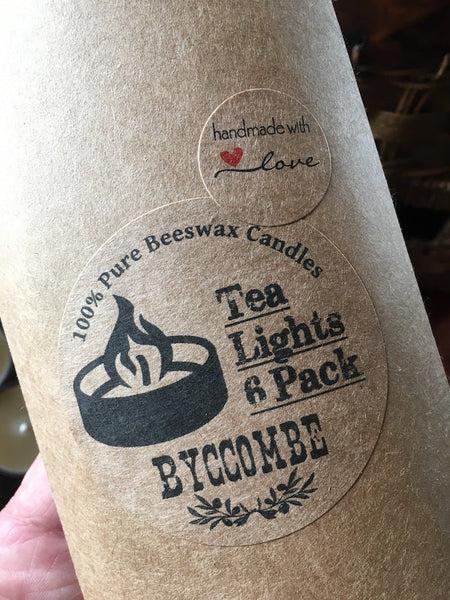 handmade with
love
100% Pure Beeswax Candles
Tea
Lights
6 Pack
BYCCOMBE